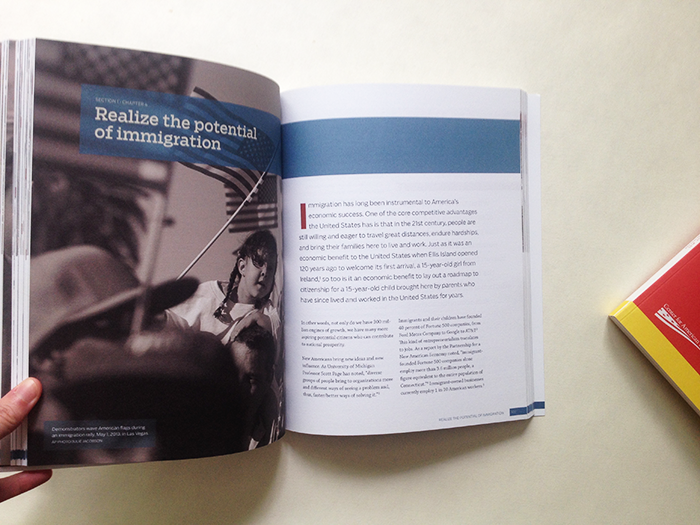 SECTION 1 · CHAPTER 4
Realize the potential
of immigration
Demonstrators wave American flags during
an immigration rally, May 1, 2013, in Las Vegas.
Immigration has long been instrumental to America's
economic success. One of the core competitive advantages
the United States has is that in the 21st century, people are
still willing and eager to travel great distances, endure hardships,
and bring their families here to live and work. Just as it was an
economic benefit to the United States when Ellis Island opened
120 years ago to welcome its first arrival, a 15-year-old girl from
Ireland, so too is it an economic benefit to lay out a roadmap to
citizenship for a 15-year-old child brought here by parents who
have since lived and worked in the United States for years.
In other words, not only do we have 300 mil-
lion engines of growth, we have many more
aspiring potential citizens who can contribute
to national prosperity.
New Americans bring new ideas and new
influence. As University of Michigan
Professor Scott Page has noted, "diverse
groups of people bring to organizations more
and different ways of seeing a problem and,
thus, faster/better ways of solving it."
Immigrants and their children have founded
40 percent of Fortune 500 companies, from
Ford Motor Company to Google to AT&T.
This kind of entrepreneurialism translates
to jobs. As a report by the Partnership for a
New American Economy noted, "immigrant-
founded Fortune 500 companies alone
employ more than 3.6 million people, a
figure equivalent to the entire population of
Connecticut." Immigrant-owned businesses
currently employ 1 in 10 American workers.
REALIZE THE POTENTIAL OF IMMIGRATION
Center for American